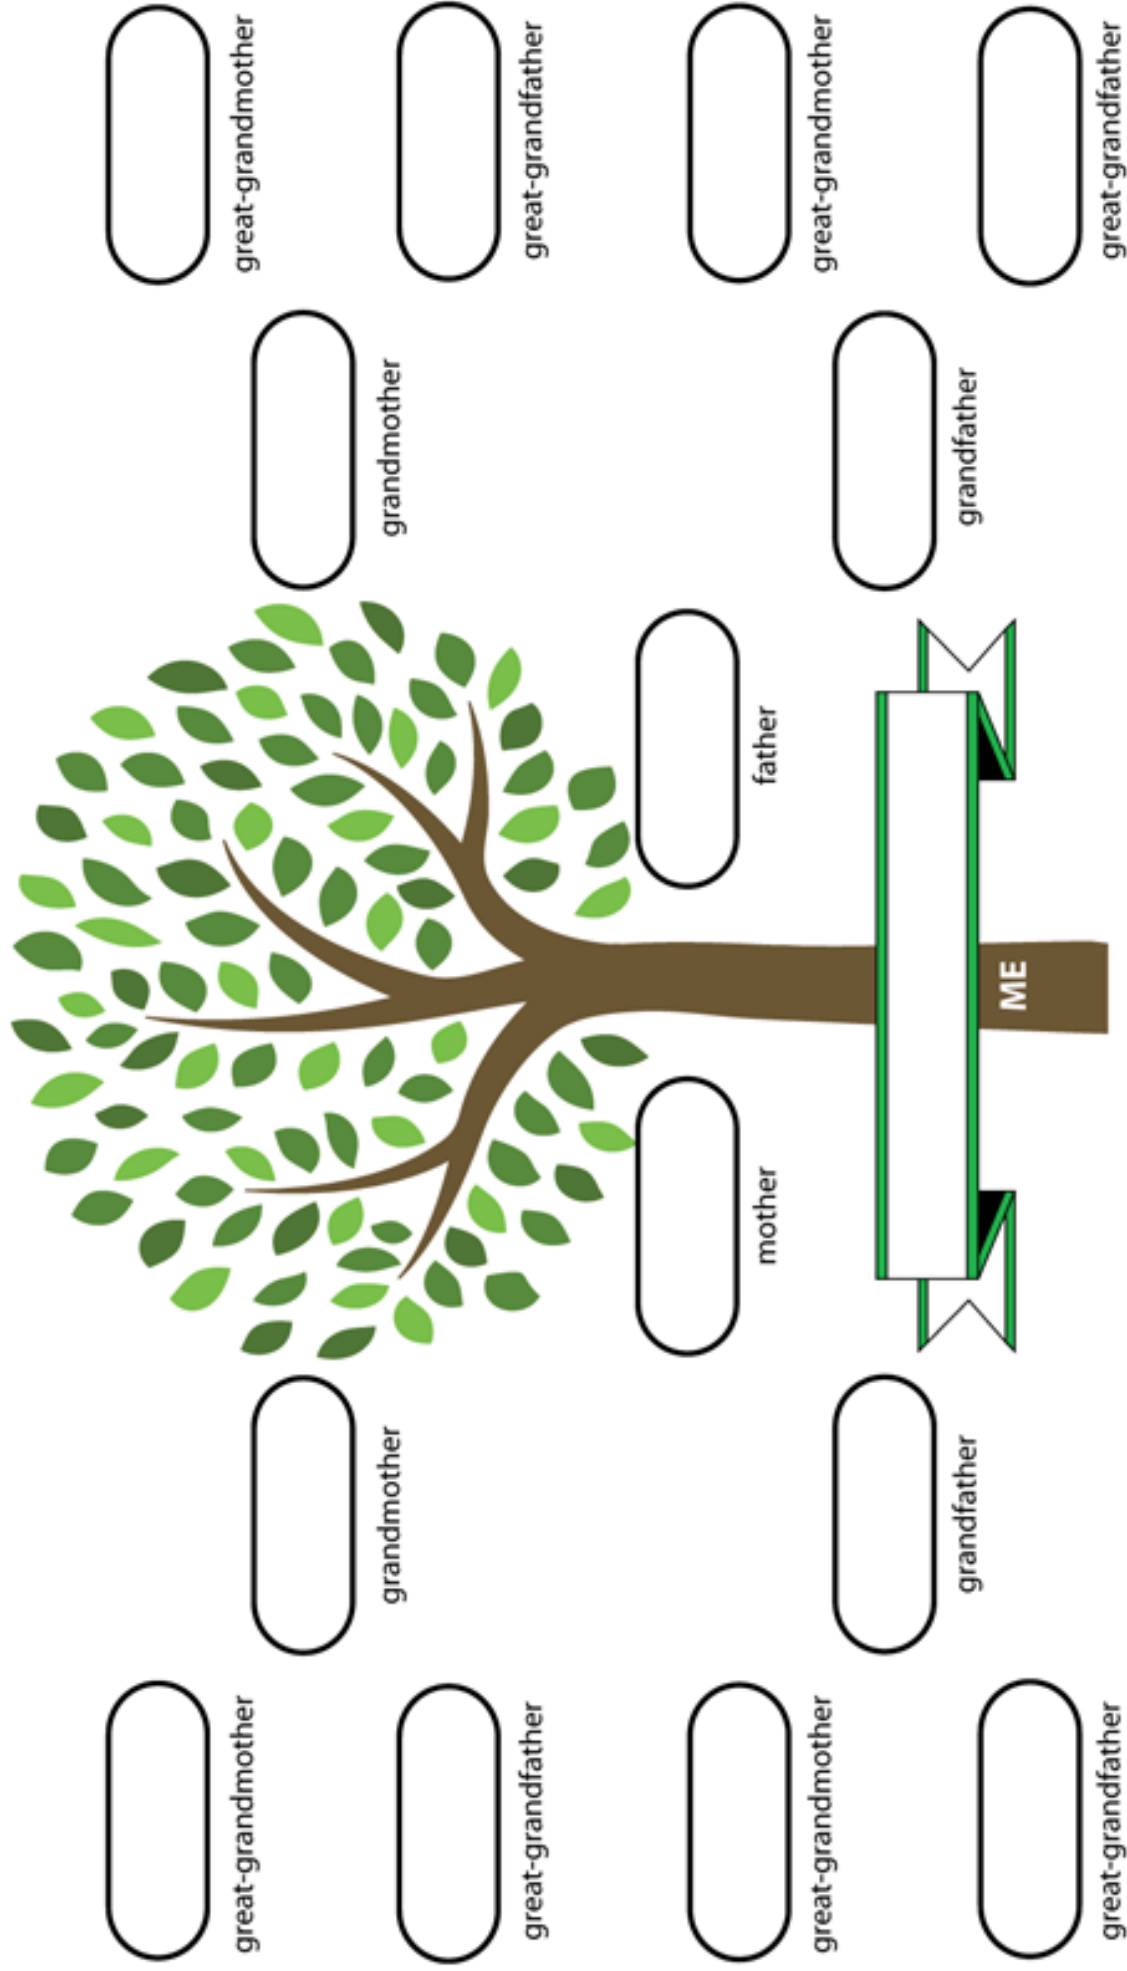 great-grandmother
great-grandmother
grandmother
grandmother
great-grandfather
great-grandfather
mother
father
great-grandmother
great-grandmother
grandfather
grandfather
ME
great-grandfather
great-grandfather